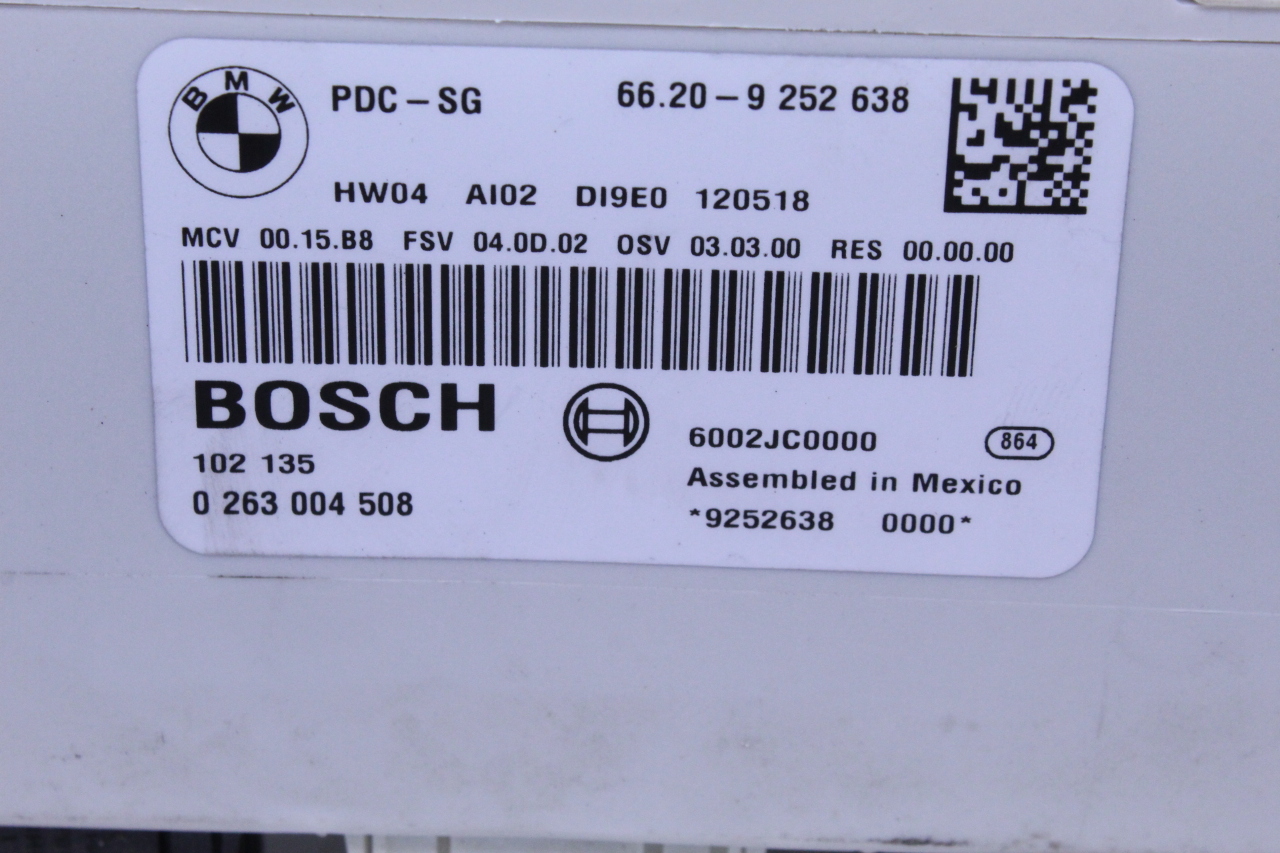 BMW
PDC – SG 66.20 – 9 252 638
HW04 AI02 DI9E0 120518
MCV 00.15.B8 FSV 04.0D.02 OSV 03.03.00 RES 00.00.00
BOSCH
102 135
0 263 004 508
6002JC0000 864
Assembled in Mexico
*9252638 0000*